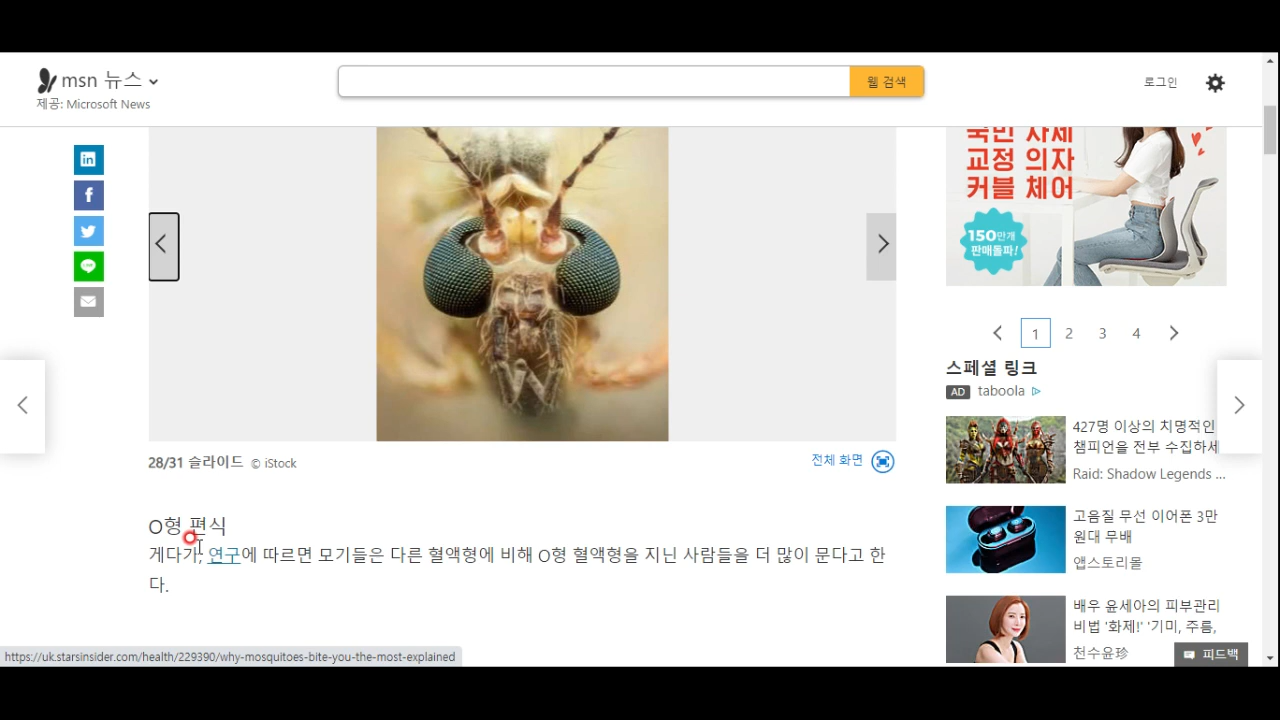 msn 뉴스
제공: Microsoft News
웹 검색
로그인
in
f
LINE
28/31 슬라이드 © iStock
전체 화면
O형 편식
게다가, 연구에 따르면 모기들은 다른 혈액형에 비해 O형 혈액형을 지닌 사람들을 더 많이 문다고 한
다.
국민 자세
교정 의자
커블 체어
150만개
판매돌파!
1 2 3 4
스페셜 링크
AD taboola
427명 이상의 치명적인
챔피언을 전부 수집하세
Raid: Shadow Legends ...
고음질 무선 이어폰 3만
원대 무배
앱스토리몰
배우 윤세아의 피부관리
비법 '화제!' '기미, 주름,
천수윤珍
피드백
https://uk.starsinsider.com/health/229390/why-mosquitoes-bite-you-the-most-explained